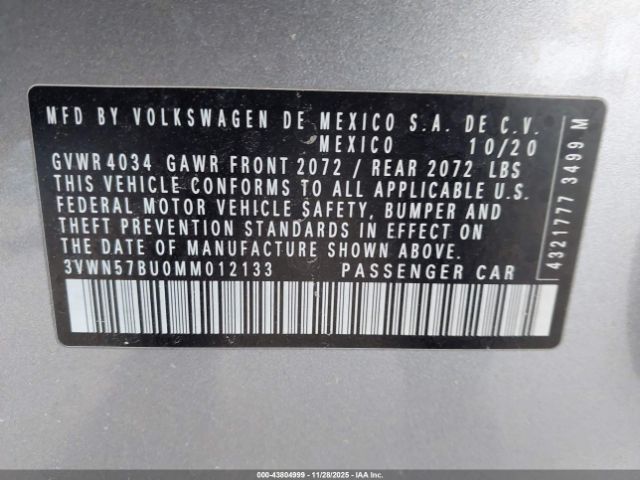 MFD BY VOLKSWAGEN DE MEXICO S.A. DE C.V.
MEXICO 10/20
GVWR 4034 GAWR FRONT 2072 / REAR 2072 LBS
THIS VEHICLE CONFORMS TO ALL APPLICABLE U.S.
FEDERAL MOTOR VEHICLE SAFETY, BUMPER AND
THEFT PREVENTION STANDARDS IN EFFECT ON
THE DATE OF MANUFACTURE SHOWN ABOVE.
3VWN57BU0MM012133 PASSENGER CAR
4321777 3499 M
000-43804999 | 11/28/2025 | IAAI.COM